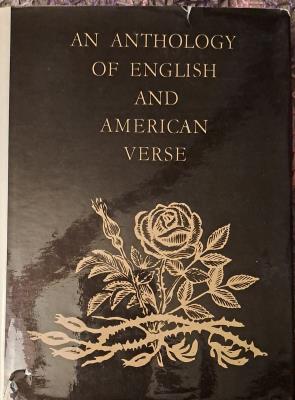 AN ANTHOLOGY
OF ENGLISH
AND
AMERICAN
VERSE